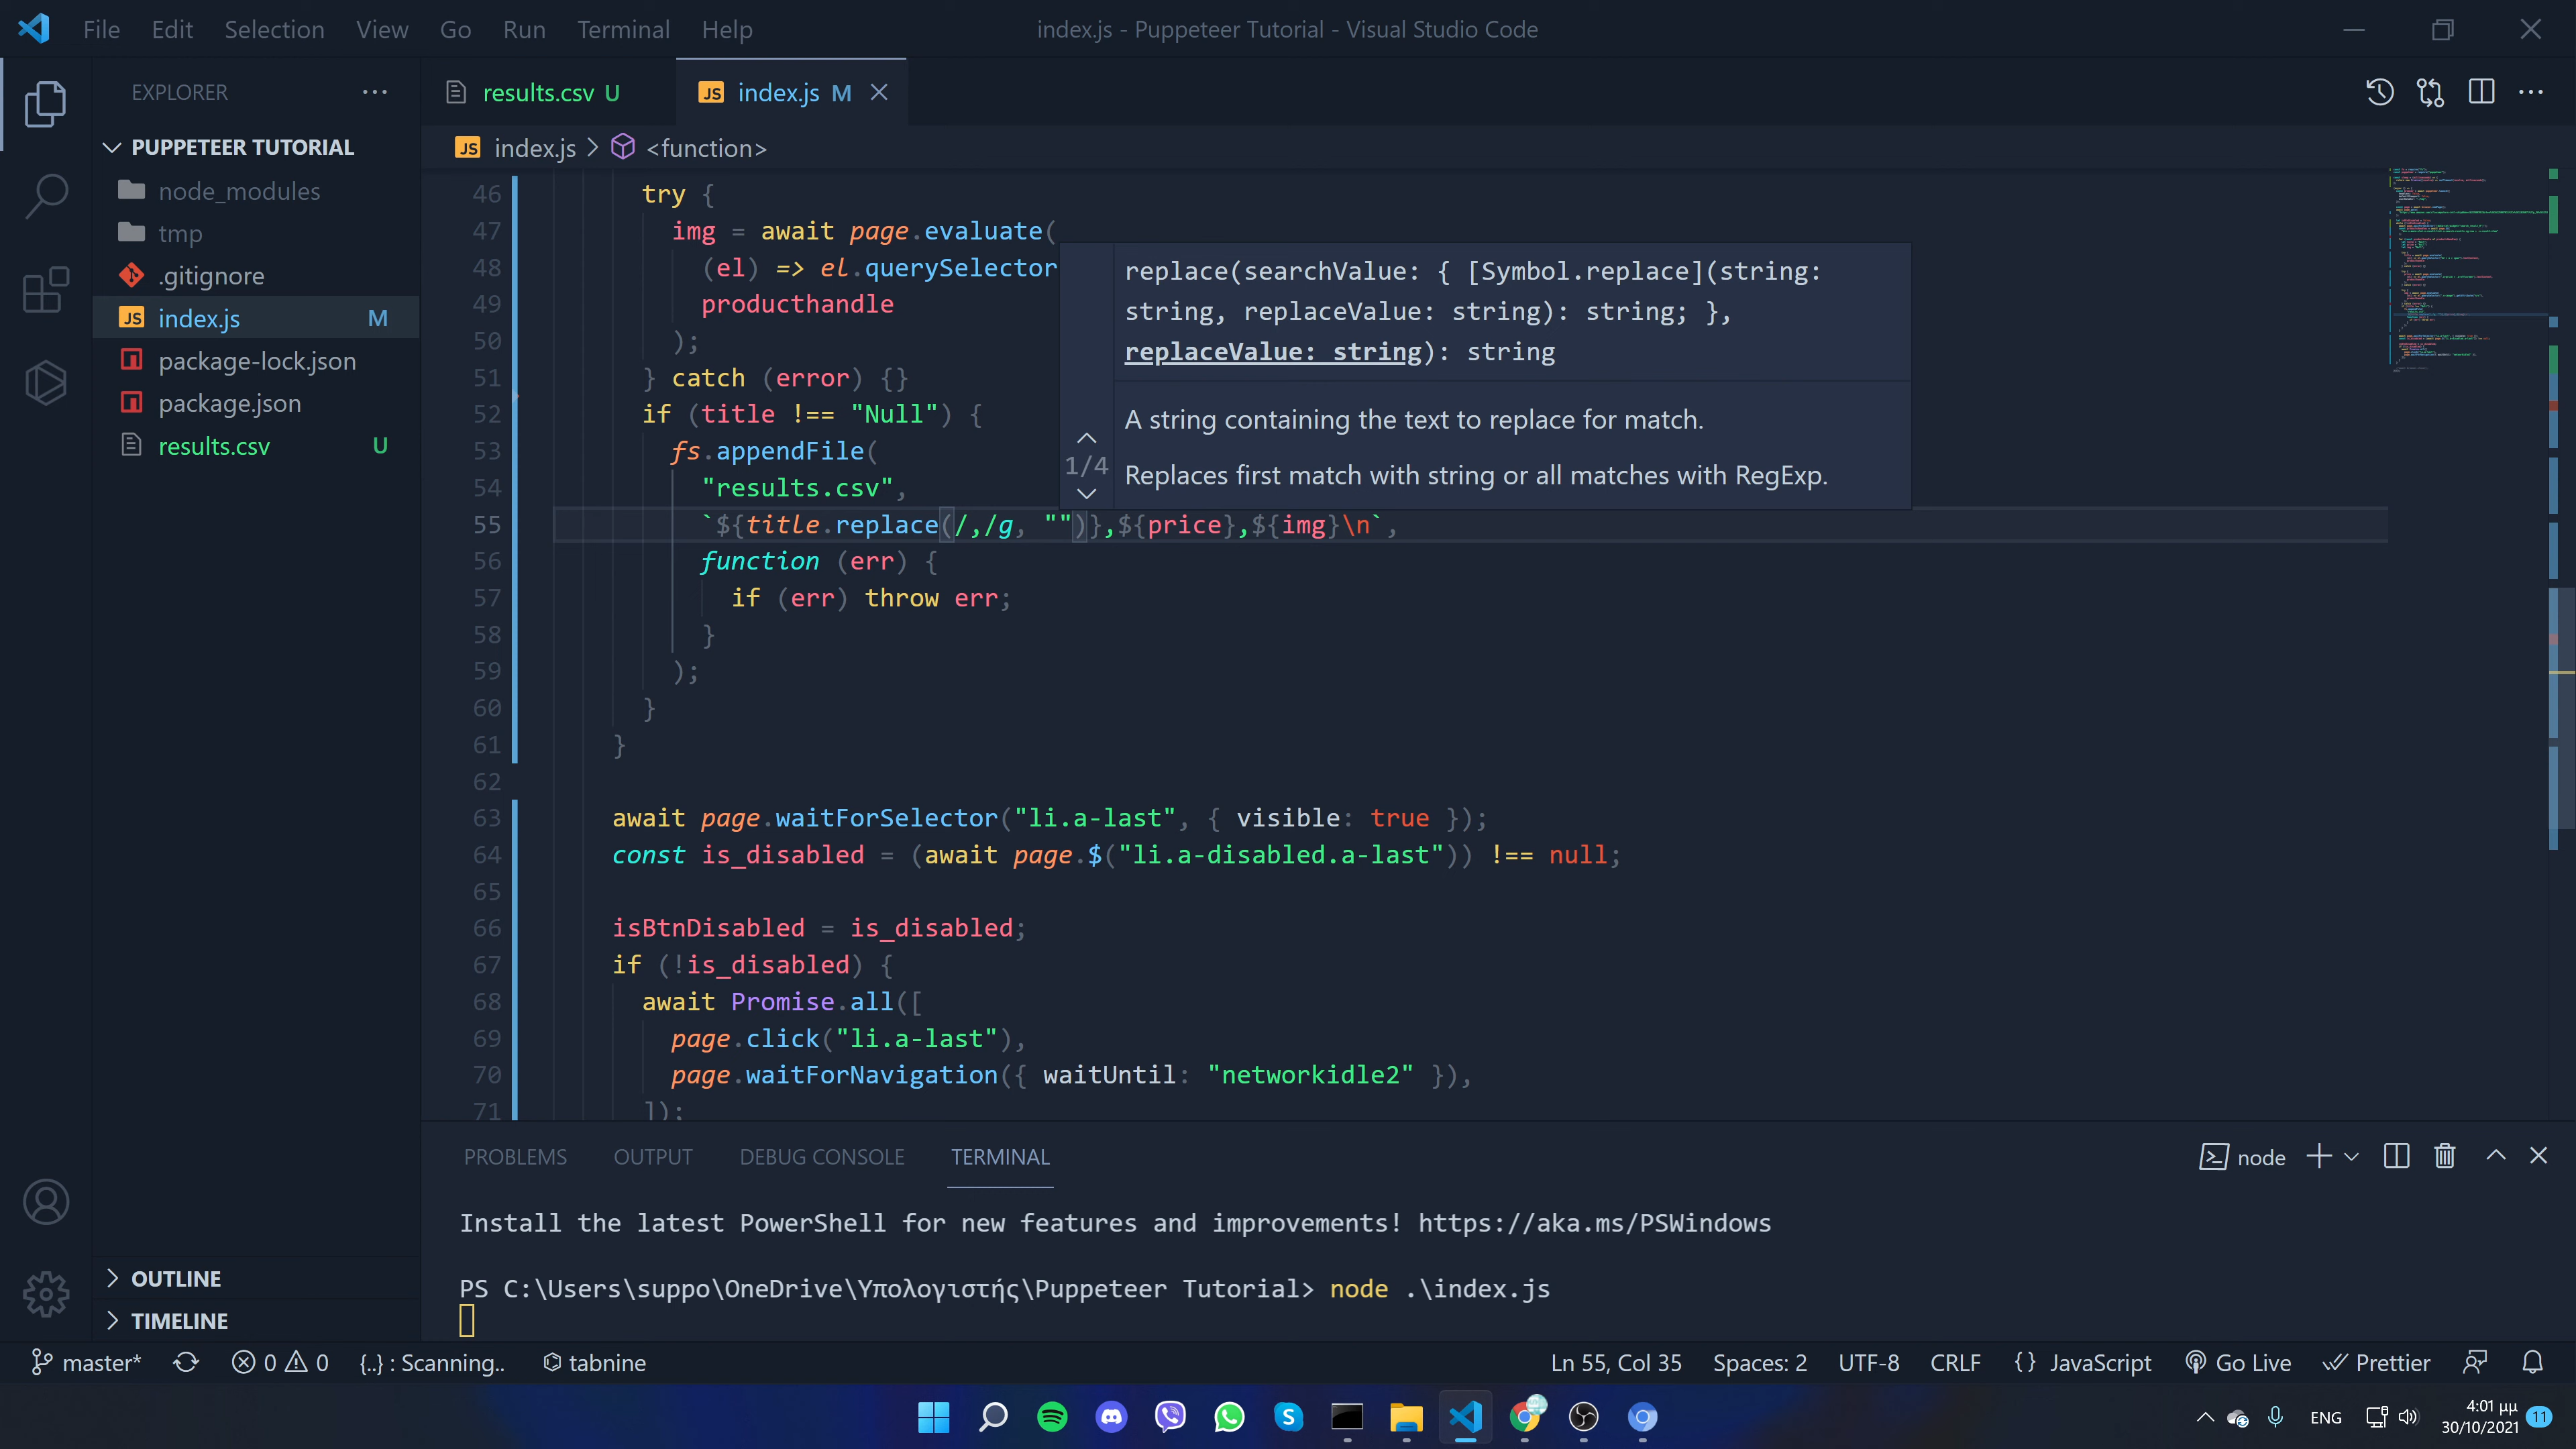 File Edit Selection View Go Run Terminal Help
index.js - Puppeteer Tutorial - Visual Studio Code
EXPLORER
PUPPETEER TUTORIAL
node_modules
tmp
.gitignore
JS index.js M
package-lock.json
package.json
results.csv U
OUTLINE
TIMELINE
results.csv U
JS index.js M
JS index.js > <function>
46 try {
47 img = await page.evaluate(
48 (el) => el.querySelector
49 producthandle
50 );
51 } catch (error) {}
52 if (title !== "Null") {
53 fs.appendFile(
54 "results.csv",
55 `${title.replace(/,/g, "")},${price},${img}\n`,
56 function (err) {
57 if (err) throw err;
58 }
59 );
60 }
61 }
62
63 await page.waitForSelector("li.a-last", { visible: true });
64 const is_disabled = (await page.$("li.a-disabled.a-last")) !== null;
65
66 isBtnDisabled = is_disabled;
67 if (!is_disabled) {
68 await Promise.all([
69 page.click("li.a-last"),
70 page.waitForNavigation({ waitUntil: "networkidle2" }),
71 ]);
replace(searchValue: { [Symbol.replace](string:
string, replaceValue: string): string; },
replaceValue: string): string
1/4
A string containing the text to replace for match.
Replaces first match with string or all matches with RegExp.
PROBLEMS OUTPUT DEBUG CONSOLE TERMINAL
node
Install the latest PowerShell for new features and improvements! https://aka.ms/PSWindows
PS C:\Users\suppo\OneDrive\Υπολογιστής\Puppeteer Tutorial> node .\index.js
master* 0 0 {..} : Scanning.. tabnine
Ln 55, Col 35 Spaces: 2 UTF-8 CRLF {} JavaScript Go Live Prettier
ENG
4:01 μμ
30/10/2021
11